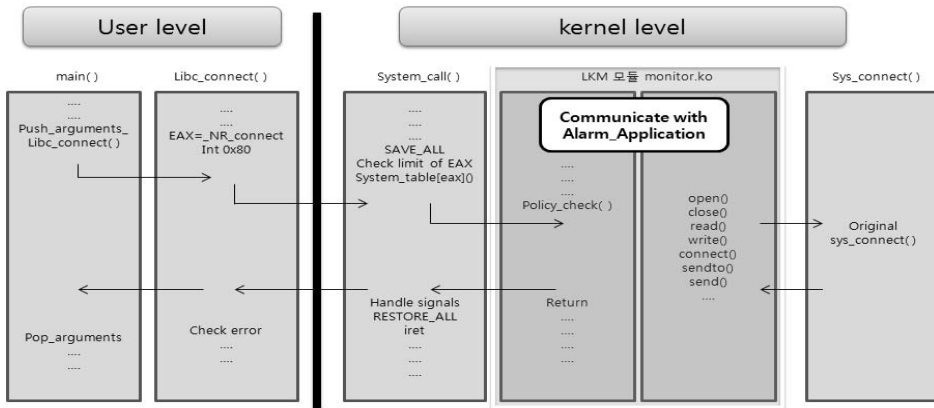 User level
kernel level
main( )
Libc_connect( )
System_call( )
LKM 모듈 monitor.ko
Sys_connect( )
....
....
Push_arguments_
Libc_connect( )
Pop_arguments
....
....
....
....
EAX=_NR_connect
Int 0x80
Check error
....
....
....
....
SAVE_ALL
Check limit of EAX
System_table[eax]()
Handle signals
RESTORE_ALL
iret
....
....
....
Communicate with
Alarm_Application
....
....
....
Policy_check( )
Return
....
....
....
....
open()
close()
read()
write()
connect()
sendto()
send()
....
Original
sys_connect()